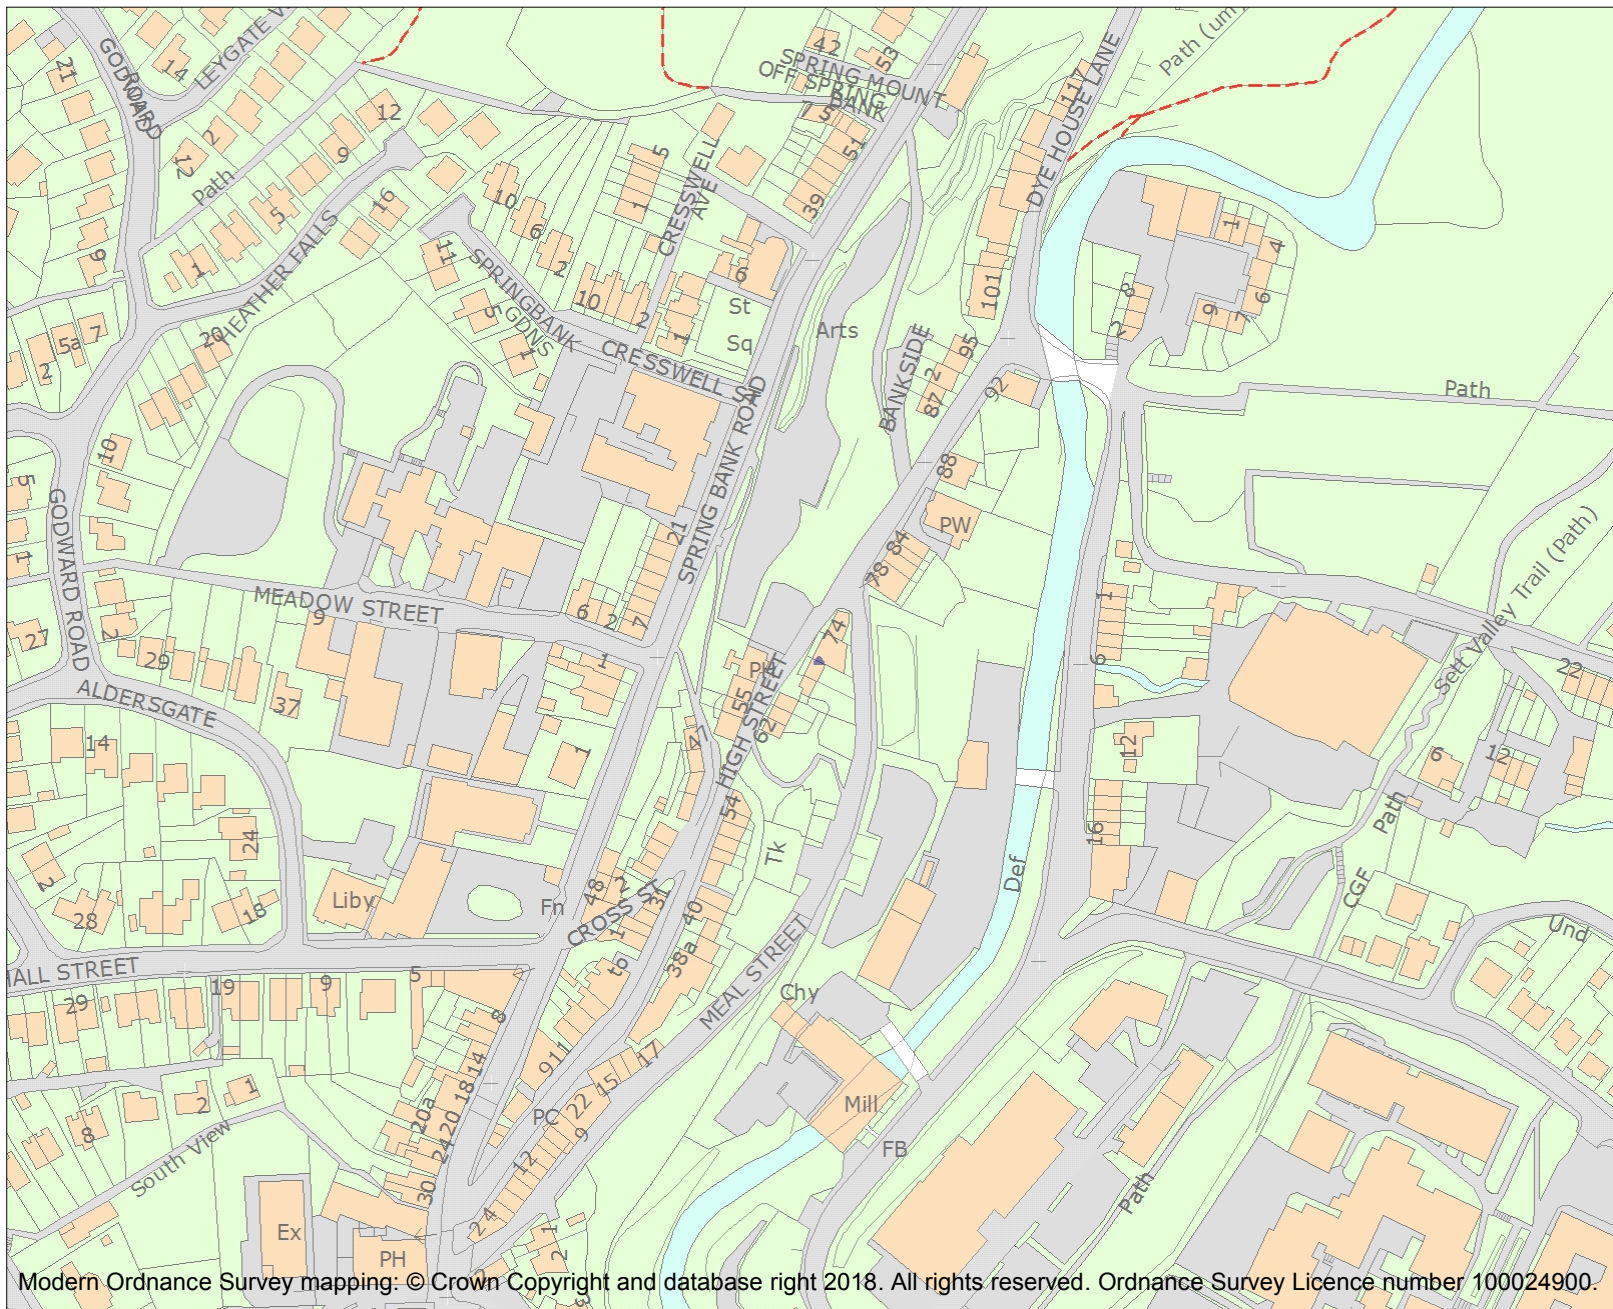 GODWARD
ROAD
LEYGATE V
21
14
12
2
12
Path
9
5
16
1
9
HEATHER FALLS
20
7
5a
2
10
5
1
GODWARD ROAD
27
2
29
37
ALDERSGATE
14
24
2
28
18
HALL STREET
29
19
9
5
2
1
8
South View
Ex
PH
42
53
SPRING MOUNT
OFF SPRING
BANK
7
5
51
39
5
1
CRESSWELL
AVE
10
6
2
11
SPRINGBANK
GDNS
5
1
10
2
1
6
St
Sq
CRESSWELL ST
SPRING BANK ROAD
Arts
BANKSIDE
21
7
6
2
MEADOW STREET
9
1
1
Liby
Fn
48
2
CROSS ST
31
1
to
47
PH
55
HIGH STREET
62
74
54
Tk
40
38a
MEAL STREET
Chy
Mill
FB
8
14
18
20a
20
24
30
9
11
PC
15
17
22
9
12
2
4
1
2
117
DYE HOUSE LANE
Path (um)
101
95
2
87
92
88
PW
84
78
1
4
6
7
9
8
2
Path
1
6
12
16
Def
Sett Valley Trail (Path)
22
6
12
Path
CGF
Und
Path
Modern Ordnance Survey mapping: © Crown Copyright and database right 2018. All rights reserved. Ordnance Survey Licence number 100024900.